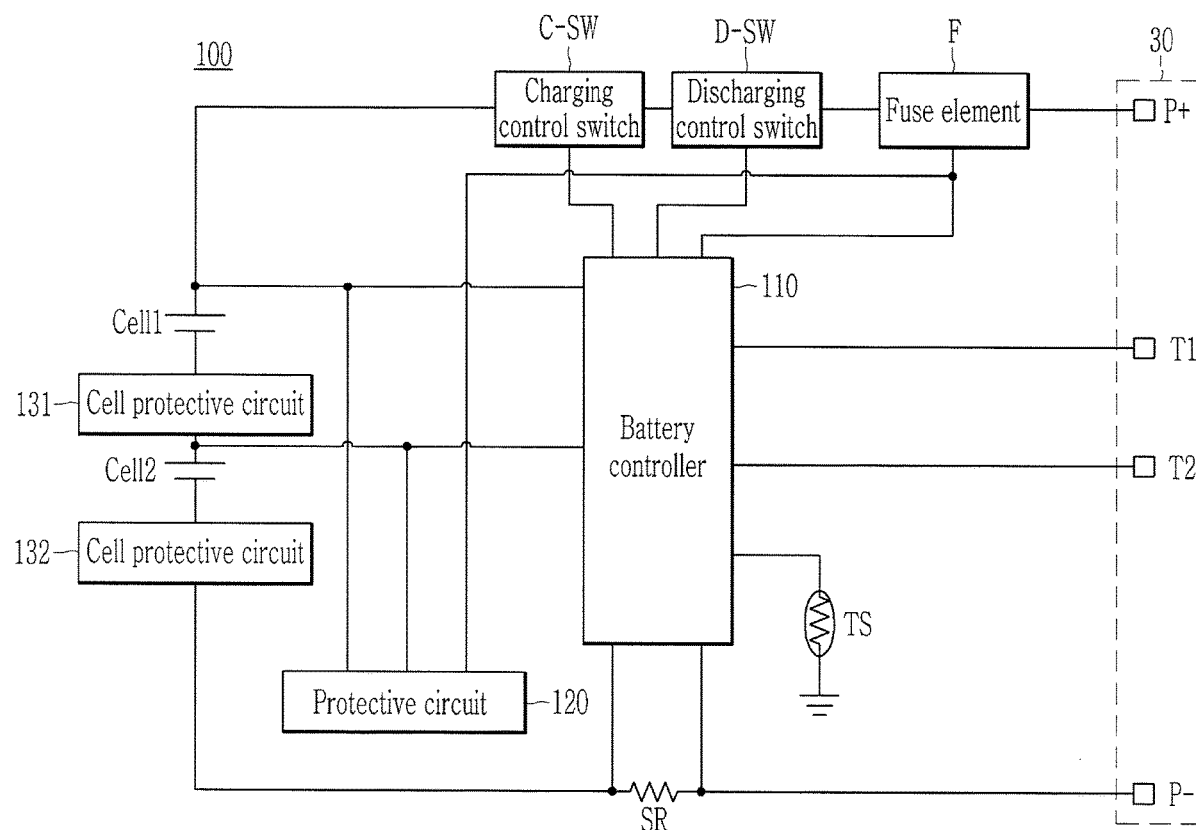 100
C-SW
D-SW
F
30
Charging
control switch
Discharging
control switch
Fuse element
P+
110
Cell1
T1
131
Cell protective circuit
Battery
controller
Cell2
T2
132
Cell protective circuit
TS
Protective circuit
120
SR
P-